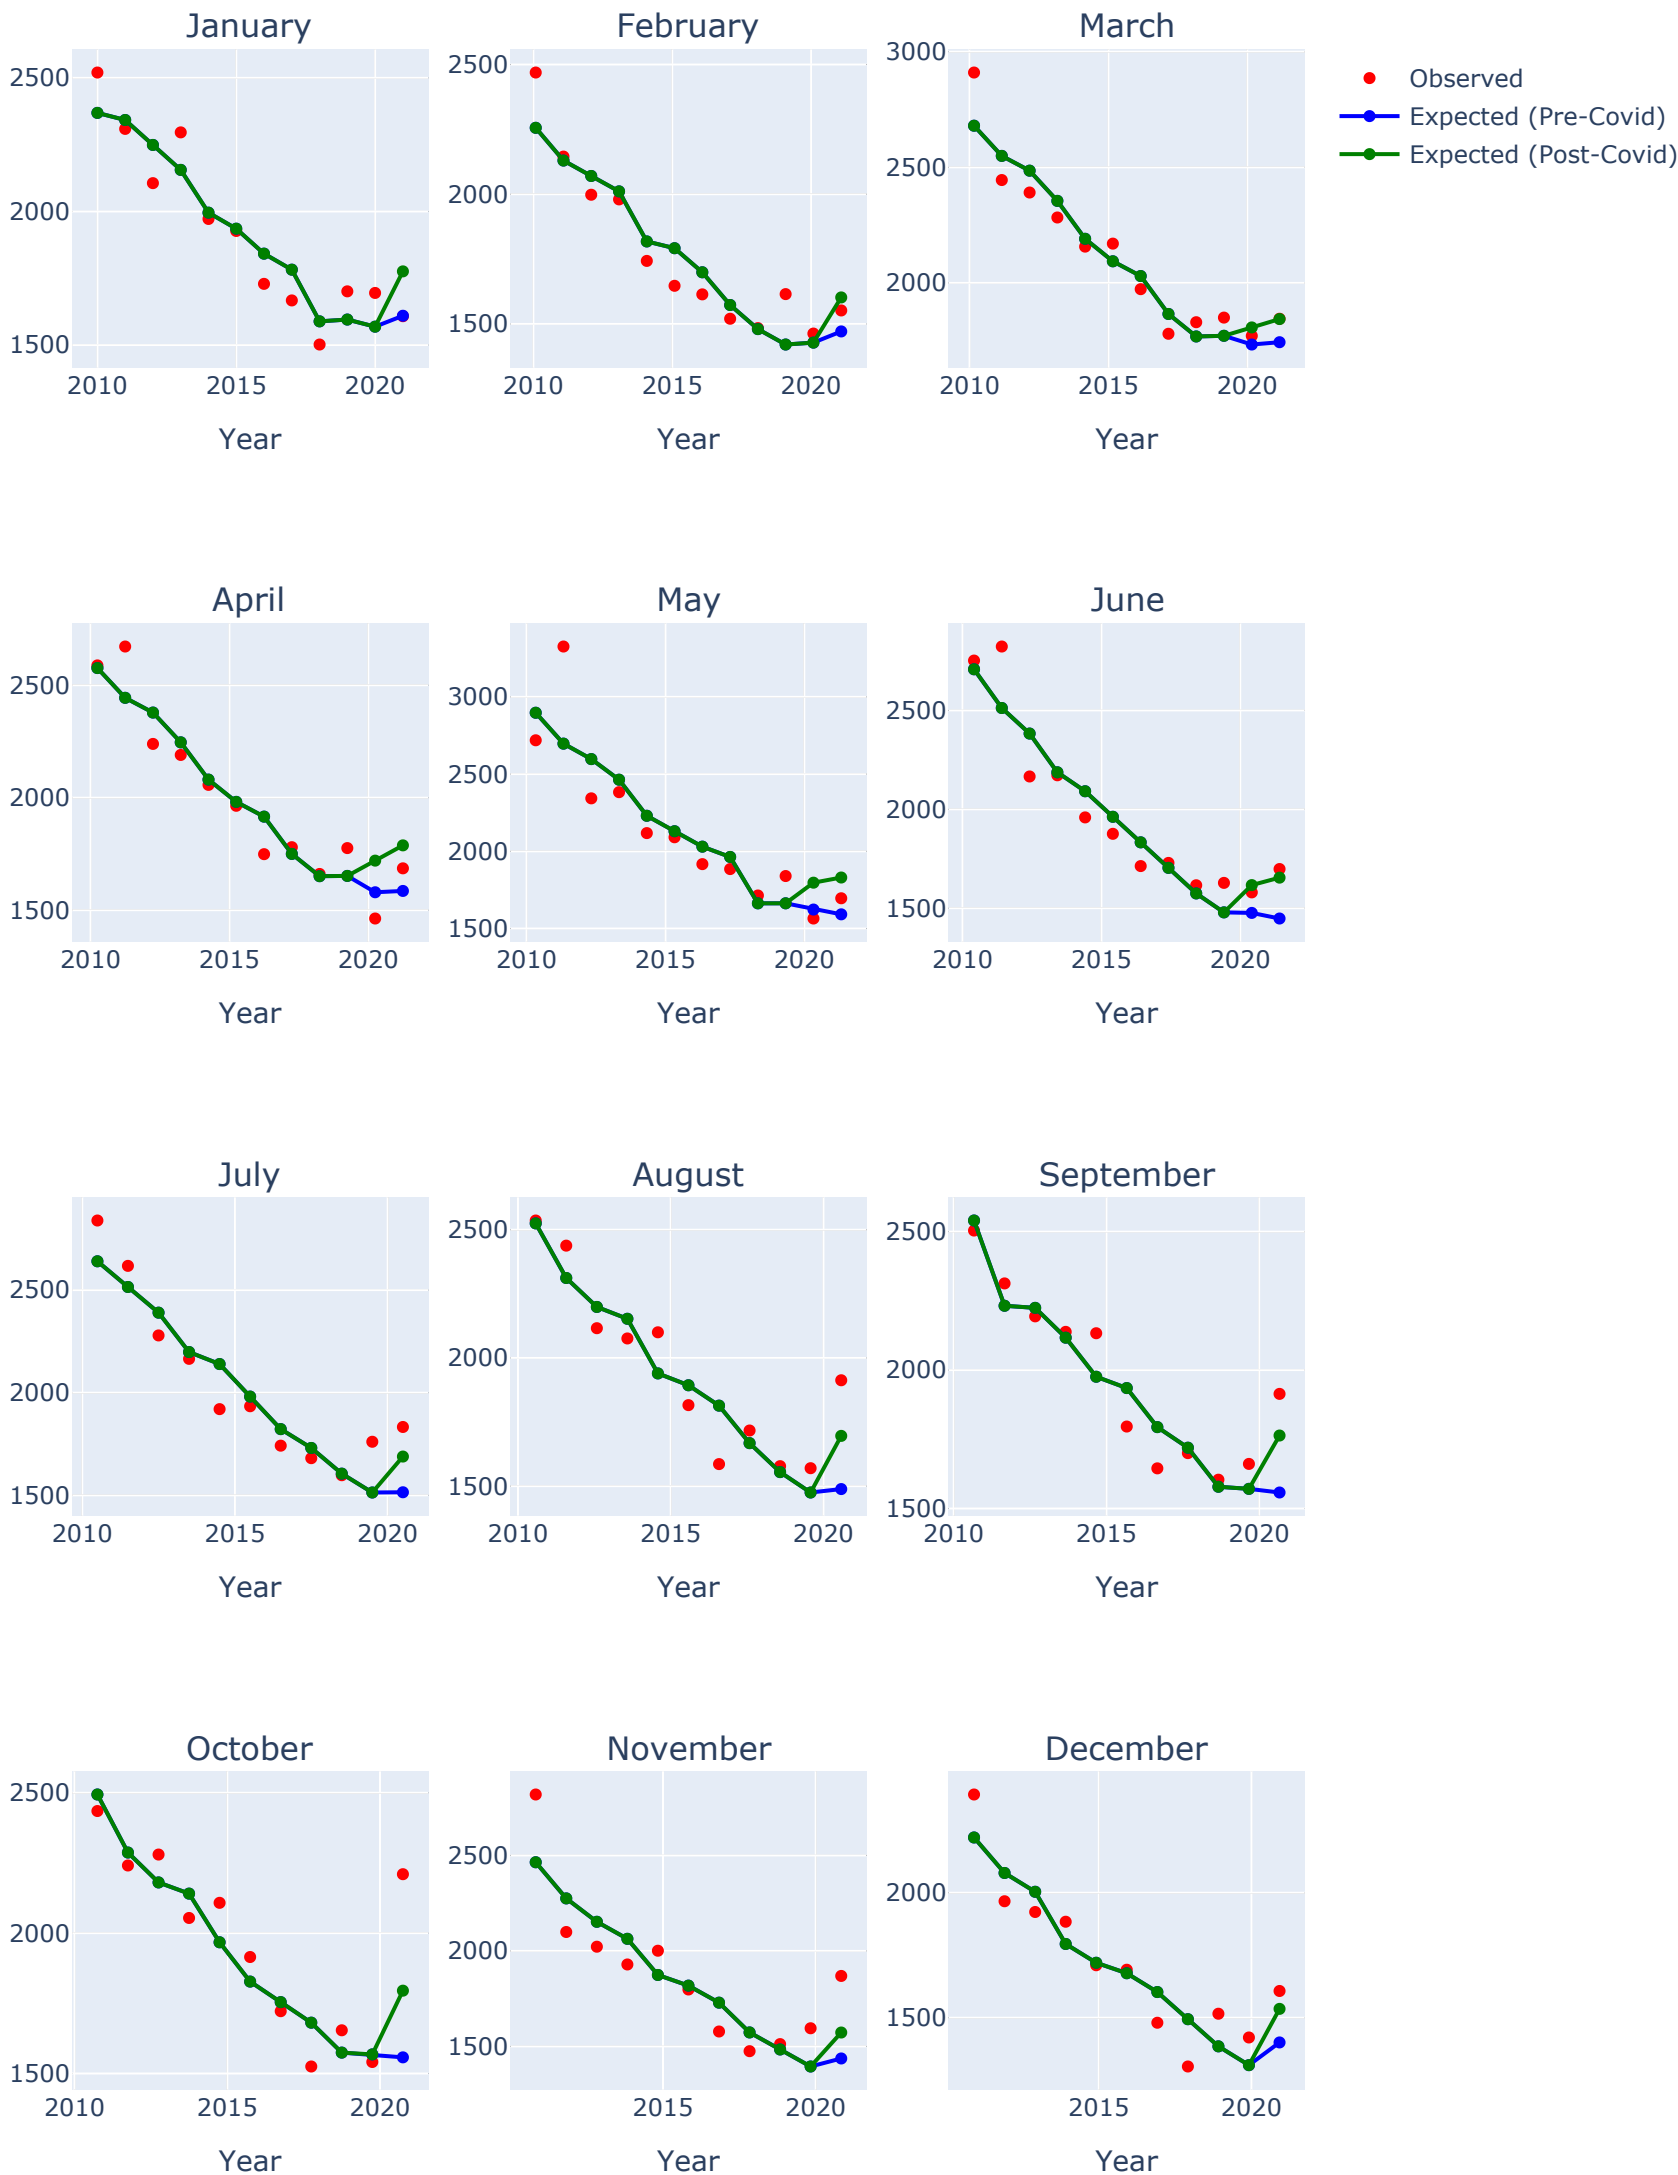 January February March
3000
2500
2000
1500
2010 2015 2020
Year
2500
2000
1500
2010 2015 2020
Year
2500
2000
2010 2015 2020
Year
Observed
Expected (Pre-Covid)
Expected (Post-Covid)
April May June
2500
2000
1500
2010 2015 2020
Year
3000
2500
2000
1500
2010 2015 2020
Year
2500
2000
1500
2010 2015 2020
Year
July August September
2500
2000
1500
2010 2015 2020
Year
2500
2000
1500
2010 2015 2020
Year
2500
2000
1500
2010 2015 2020
Year
October November December
2500
2000
1500
2010 2015 2020
Year
2500
2000
1500
2015 2020
Year
2000
1500
2015 2020
Year